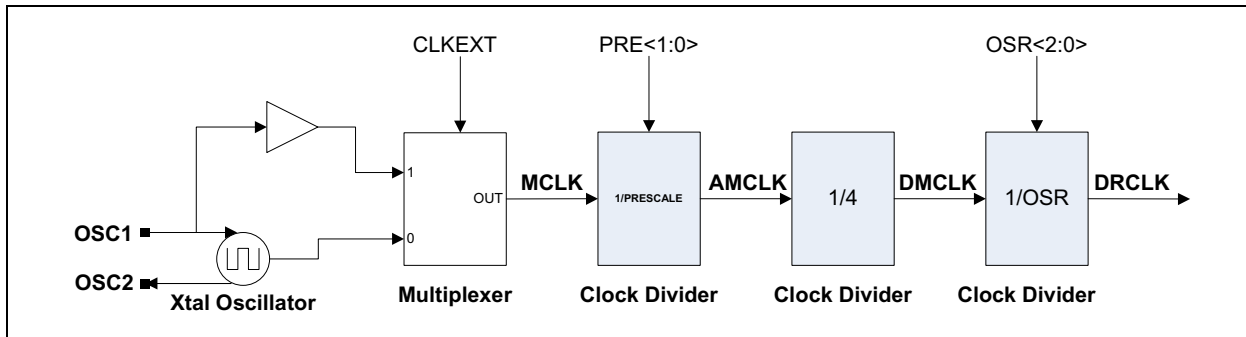 CLKEXT
PRE<1:0>
OSR<2:0>
1
OUT
MCLK
1/PRESCALE
AMCLK
1/4
DMCLK
1/OSR
DRCLK
OSC1
0
OSC2
Xtal Oscillator
Multiplexer
Clock Divider
Clock Divider
Clock Divider